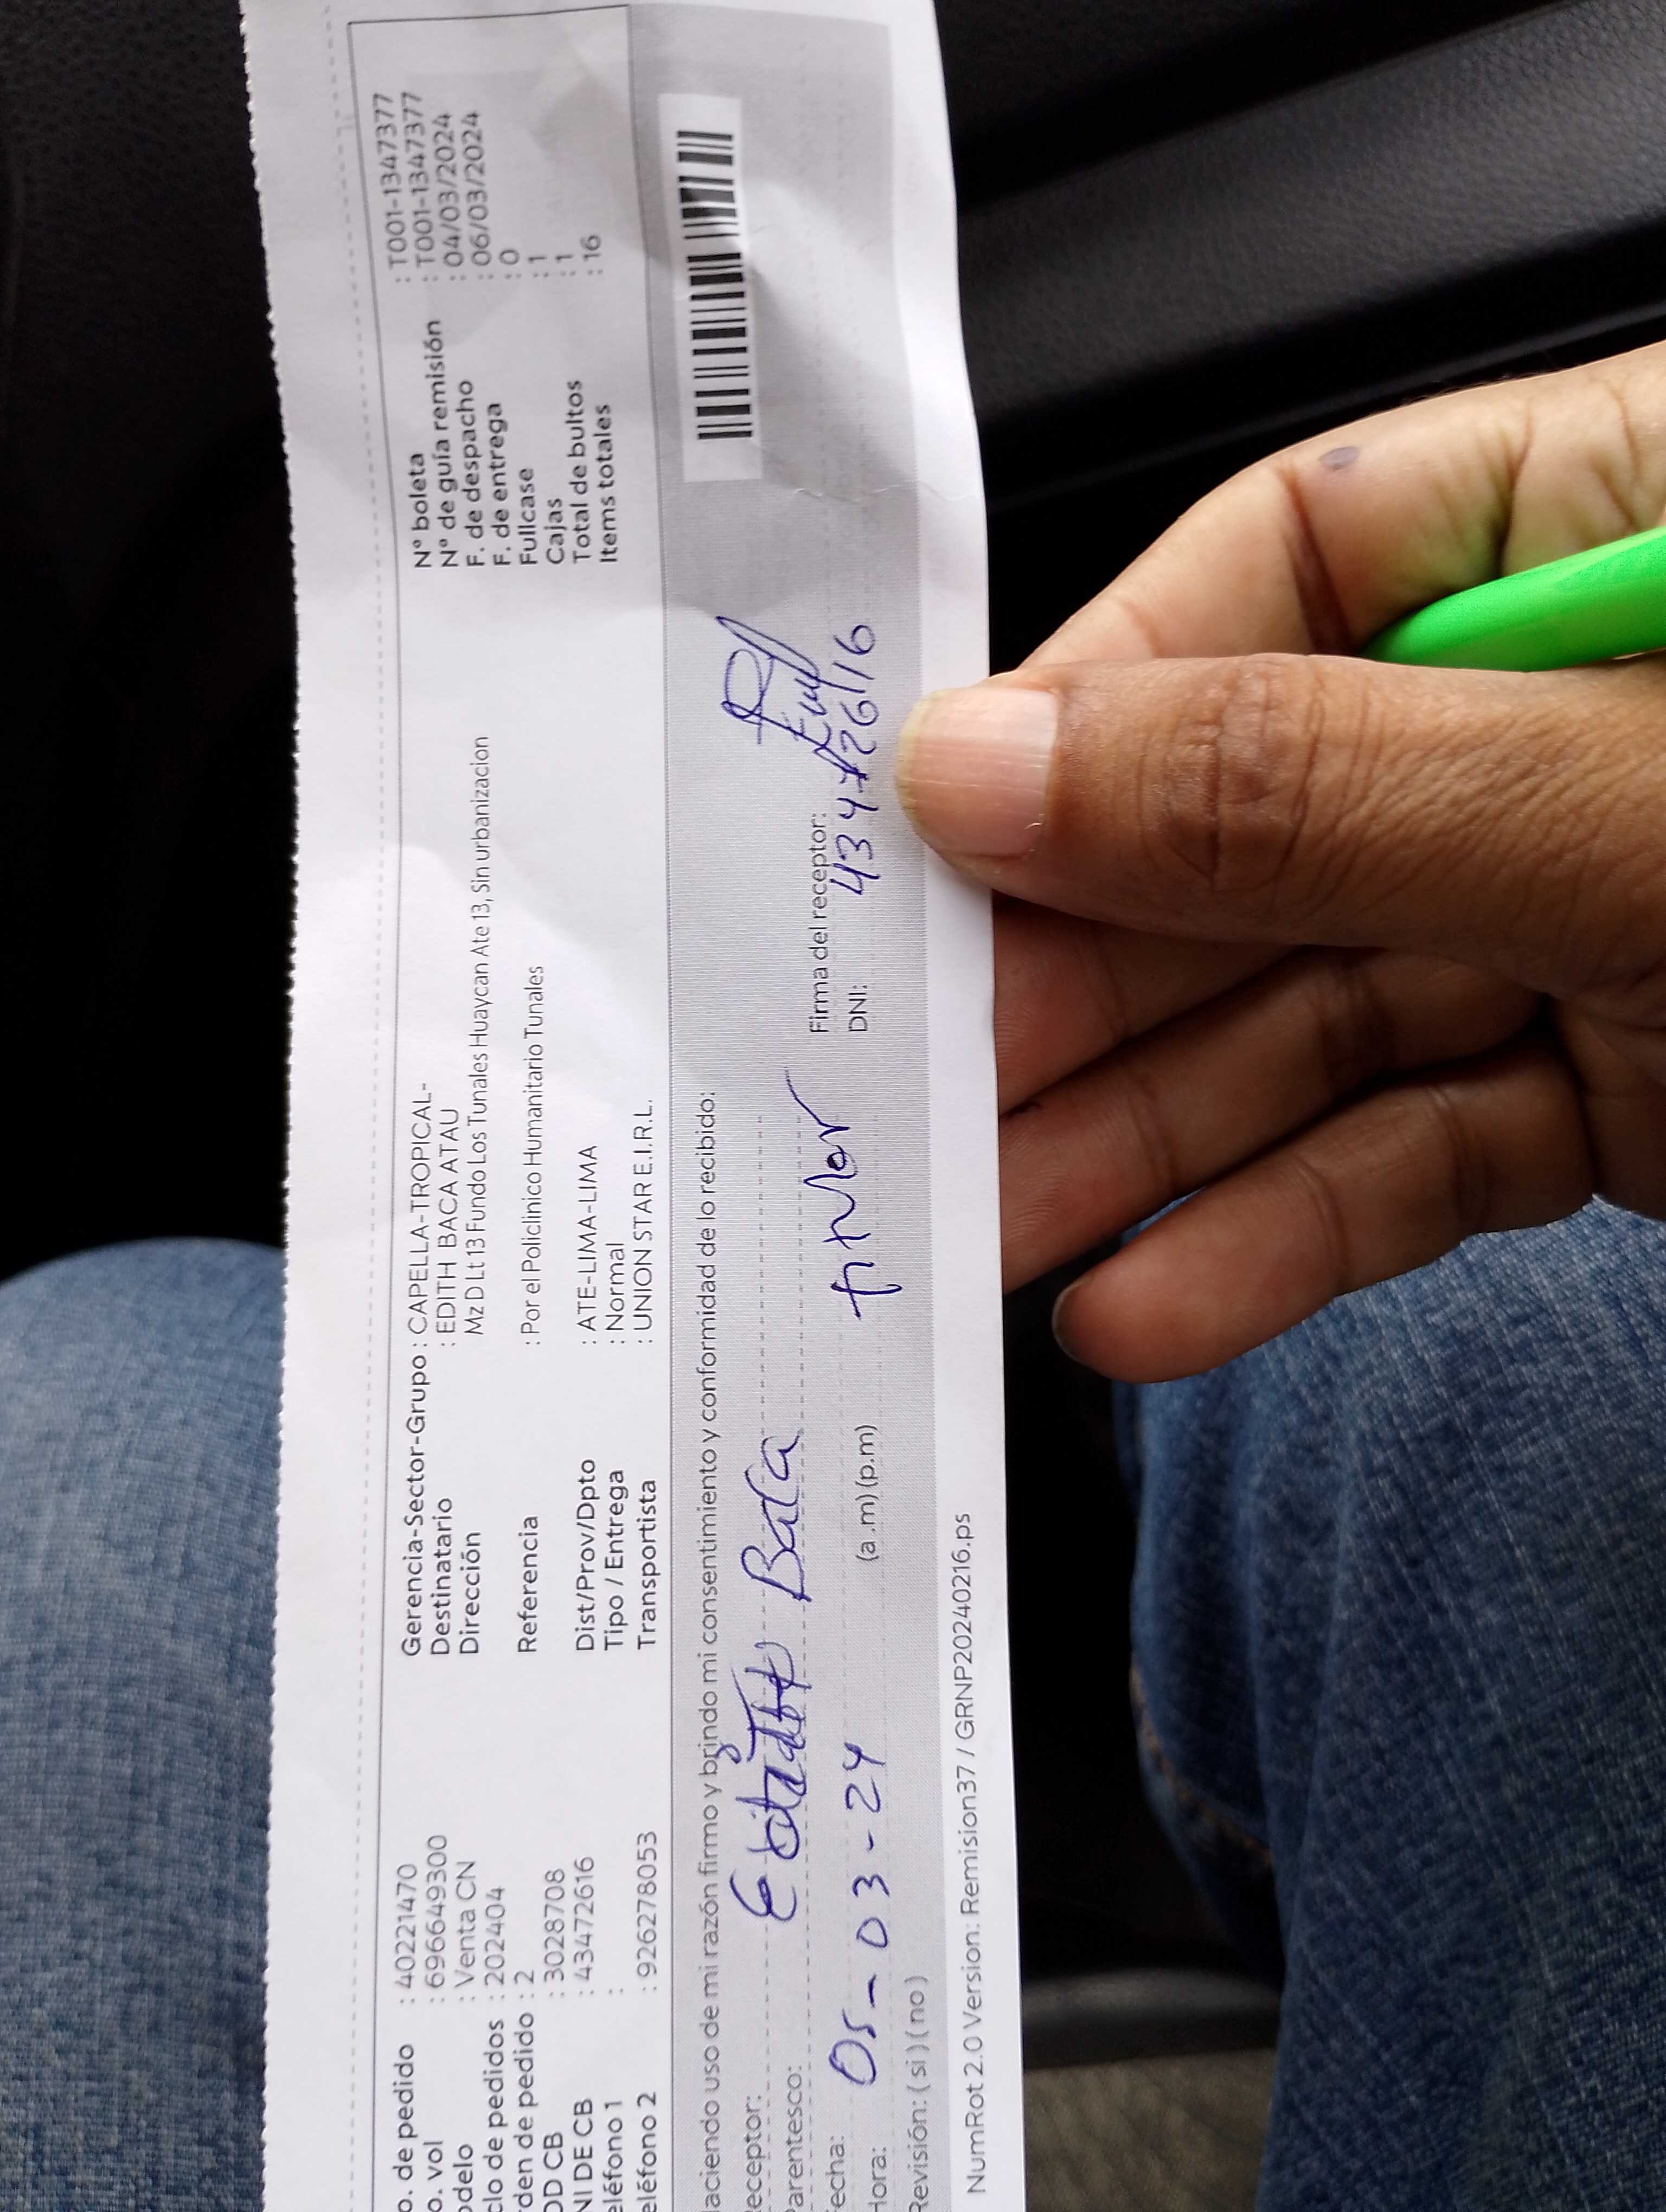 o. de pedido : 40221470
o. vol : 6966649300
odelo : Venta CN
clo de pedidos : 202404
rden de pedido : 2
OD CB : 3028708
NI DE CB : 43472616
eléfono 1 :
eléfono 2 : 926278053
Gerencia-Sector-Grupo : CAPELLA-TROPICAL-
Destinatario : EDITH BACA ATAU
Dirección Mz D Lt 13 Fundo Los Tunales Huaycan Ate 13, Sin urbanizacion
Referencia : Por el Policlinico Humanitario Tunales
Dist/Prov/Dpto : ATE-LIMA-LIMA
Tipo / Entrega : Normal
Transportista : UNION STAR E.I.R.L.
N° boleta : T001-1347377
N° de guía remisión : T001-1347377
F. de despacho : 04/03/2024
F. de entrega : 06/03/2024
Fullcase : 0
Cajas : 1
Total de bultos : 1
Items totales : 16
Haciendo uso de mi razón firmo y brindo mi consentimiento y conformidad de lo recibido:
eceptor: Baca
Parentesco: titular
Firma del receptor:
Fecha: 05-03-24
DNI: 43472616
Hora: (a.m)(p.m)
Revisión: (si)(no)
NumRot 2.0 Version: Remision37 / GRNP20240216.ps